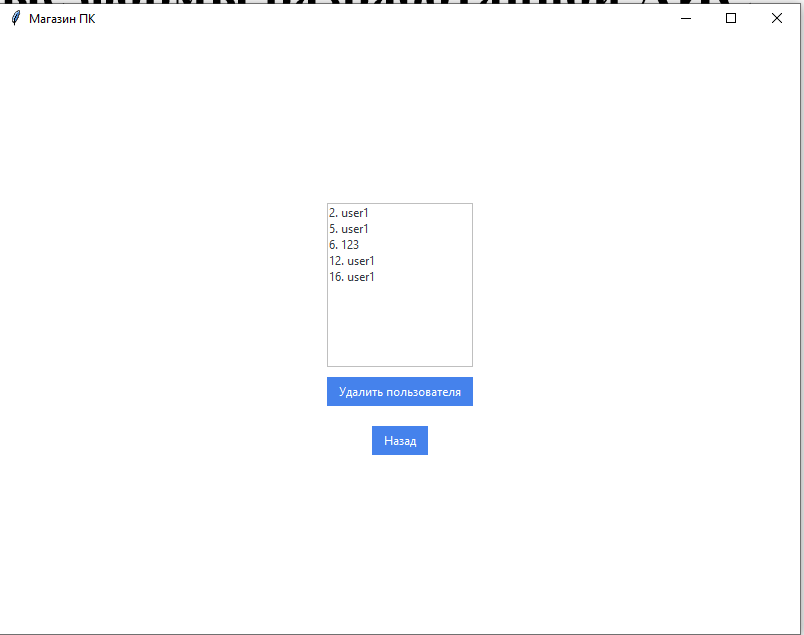 Магазин ПК
2. user1
5. user1
6. 123
12. user1
16. user1
Удалить пользователя
Назад